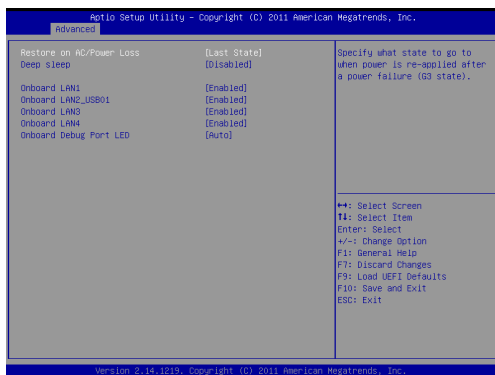 Aptio Setup Utility - Copyright (C) 2011 American Megatrends, Inc.
Advanced
Restore on AC/Power Loss [Last State]
Deep sleep [Disabled]
Onboard LAN1 [Enabled]
Onboard LAN2_USB01 [Enabled]
Onboard LAN3 [Enabled]
Onboard LAN4 [Enabled]
Onboard Debug Port LED [Auto]
Specify what state to go to
when power is re-applied after
a power failure (G3 state).
↔: Select Screen
↑↓: Select Item
Enter: Select
+/-: Change Option
F1: General Help
F7: Discard Changes
F9: Load UEFI Defaults
F10: Save and Exit
ESC: Exit
Version 2.14.1219. Copyright (C) 2011 American Megatrends, Inc.